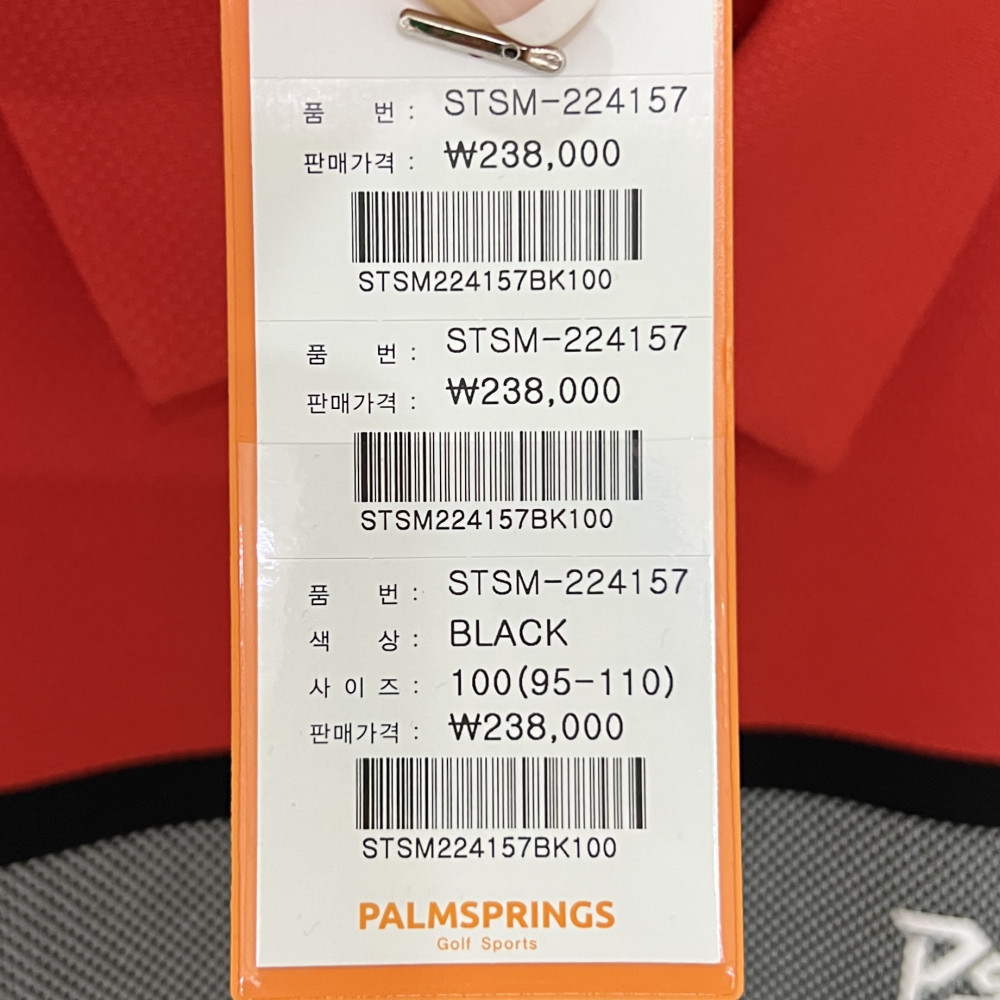 품 번 : STSM-224157
판매가격 : ₩238,000
STSM224157BK100
품 번 : STSM-224157
판매가격 : ₩238,000
STSM224157BK100
품 번 : STSM-224157
색 상 : BLACK
사 이 즈 : 100(95-110)
판매가격 : ₩238,000
STSM224157BK100
PALMSPRINGS
Golf Sports